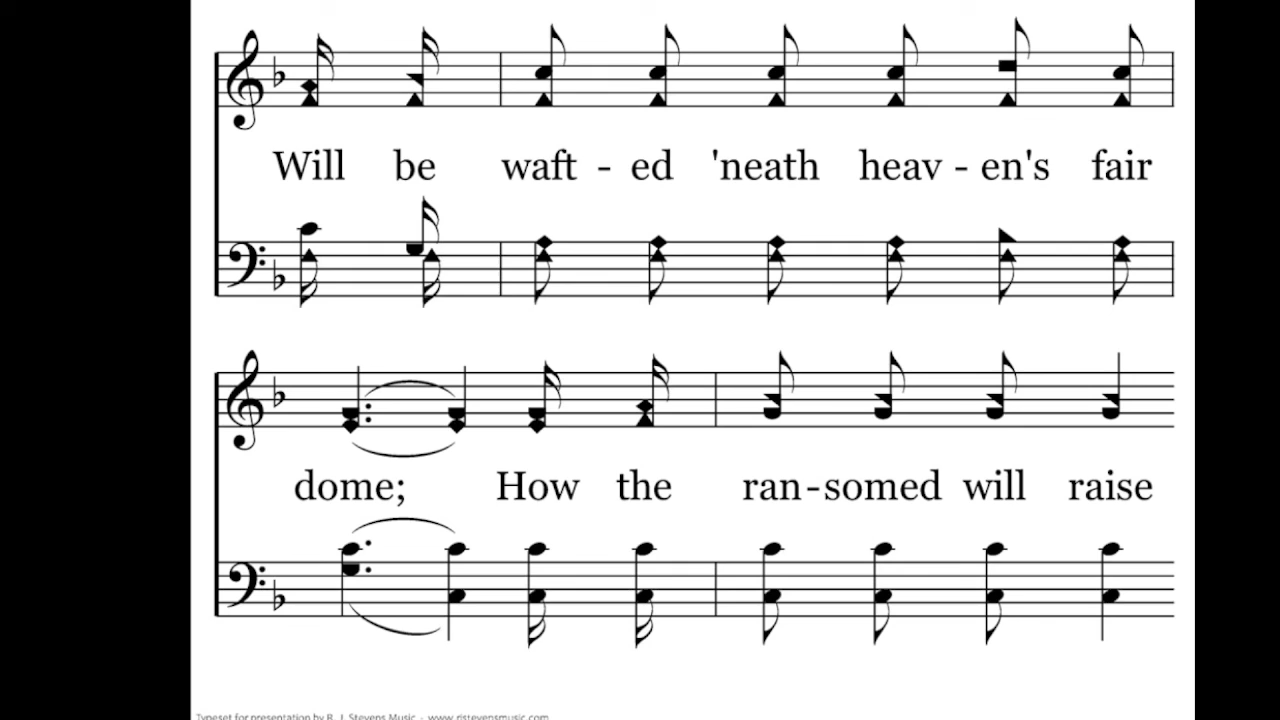 Will be waft - ed 'neath heav - en's fair
dome; How the ran - somed will raise
Typeset for presentation by R. J. Stevens Music - www.rjstevensmusic.com